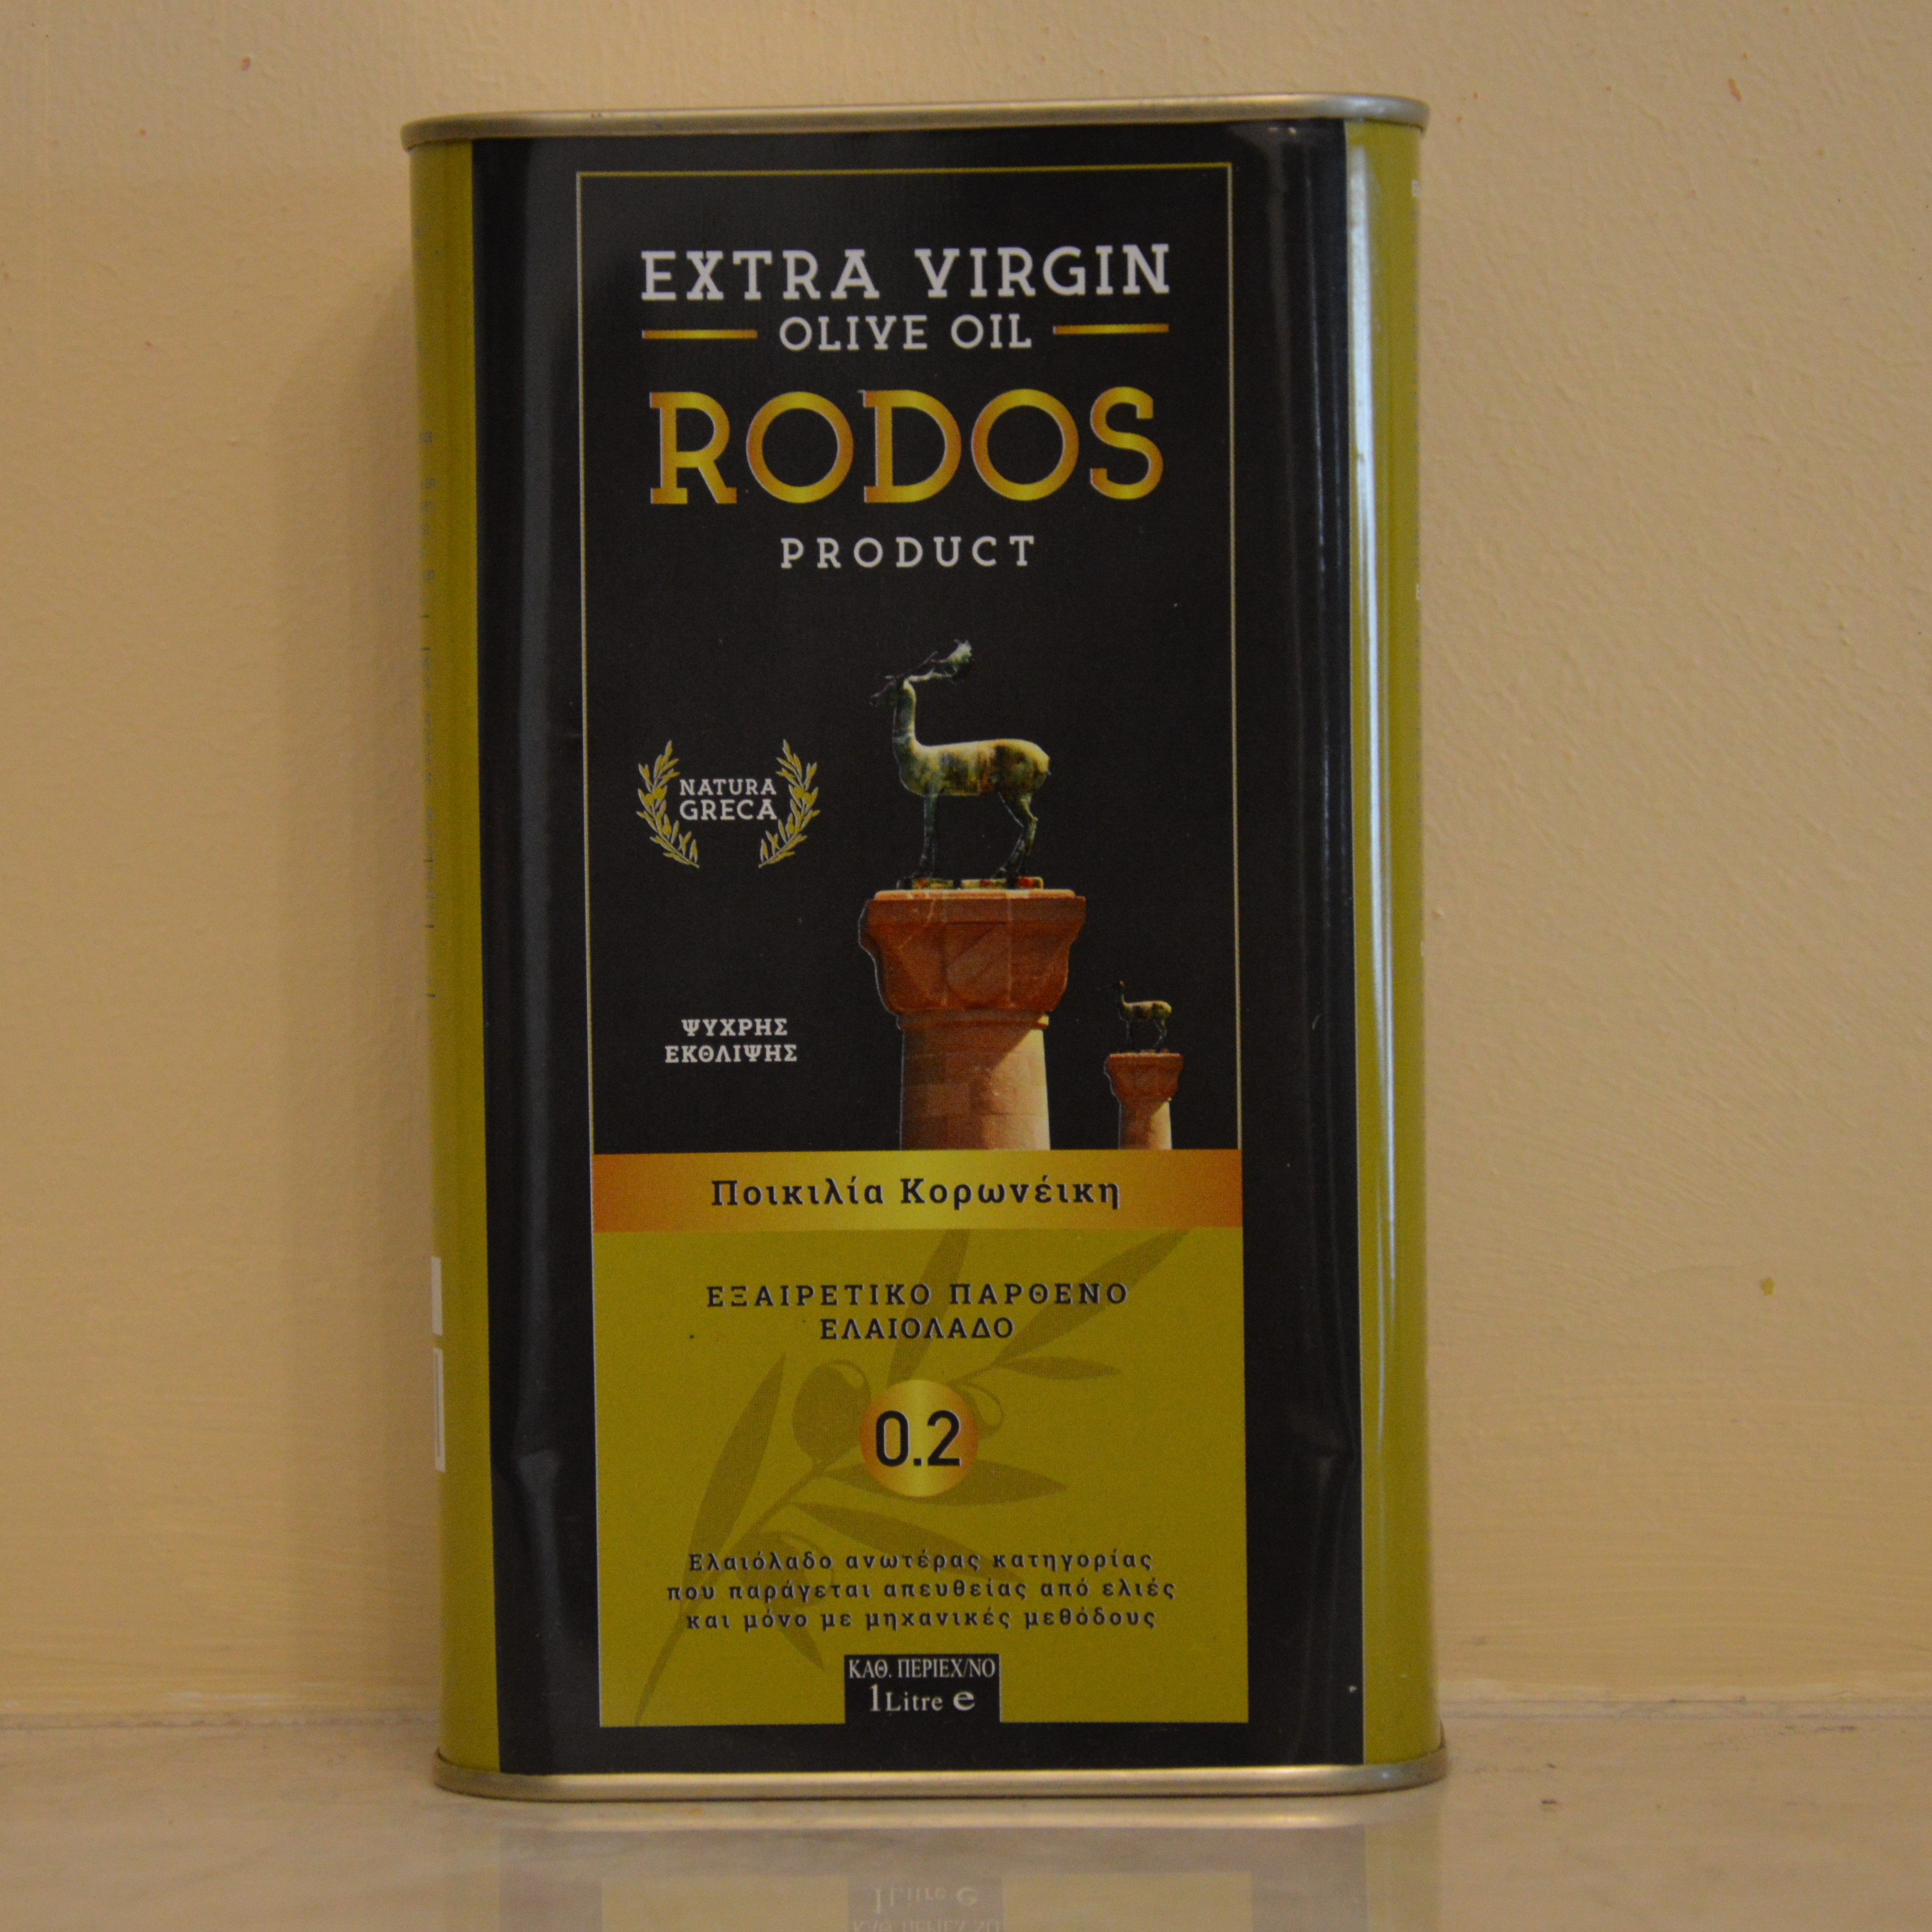 EXTRA VIRGIN
OLIVE OIL
RODOS
PRODUCT
NATURA
GRECA
ΨΥΧΡΗΣ
ΕΚΘΛΙΨΗΣ
Ποικιλία Κορωνέικη
ΕΞΑΙΡΕΤΙΚΟ ΠΑΡΘΕΝΟ
ΕΛΑΙΟΛΑΔΟ
0.2
Ελαιόλαδο ανωτέρας κατηγορίας
που παράγεται απευθείας από ελιές
και μόνο με μηχανικές μεθόδους
ΚΑΘ. ΠΕΡΙΕΧ/ΝΟ
1Litre e